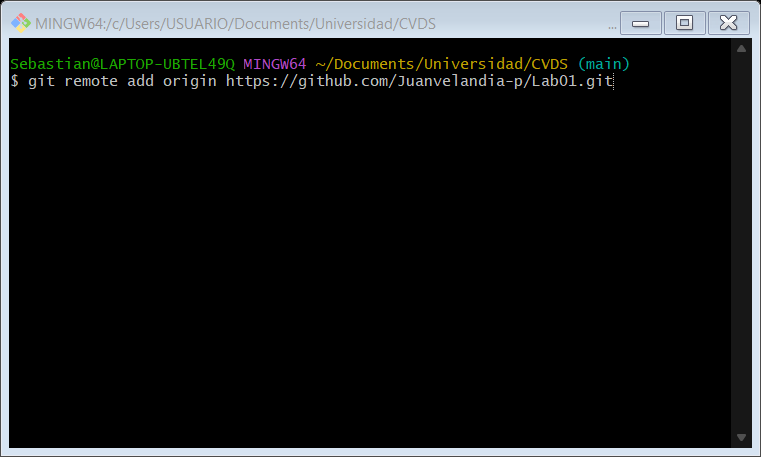 MINGW64:/c/Users/USUARIO/Documents/Universidad/CVDS
...
Sebastian@LAPTOP-UBTEL49Q MINGW64 ~/Documents/Universidad/CVDS (main)
$ git remote add origin https://github.com/Juanvelandia-p/Lab01.git